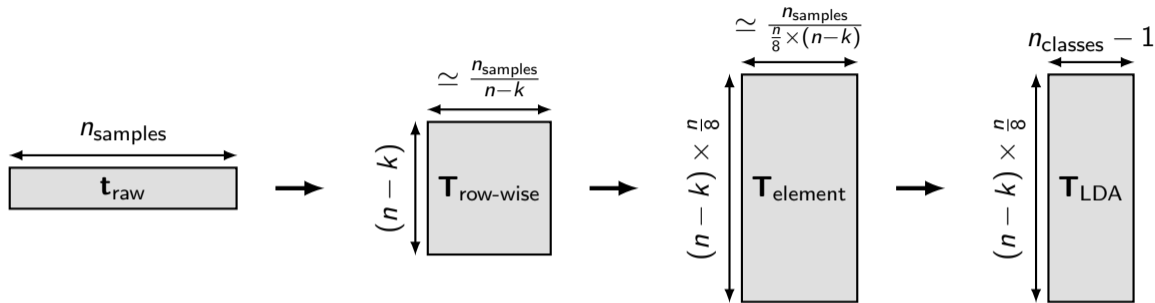 n_samples
t_raw
≃ n_samples / (n−k)
(n − k)
T_row-wise
≃ n_samples / (n/8 × (n−k))
(n − k) × n/8
T_element
n_classes − 1
(n − k) × n/8
T_LDA